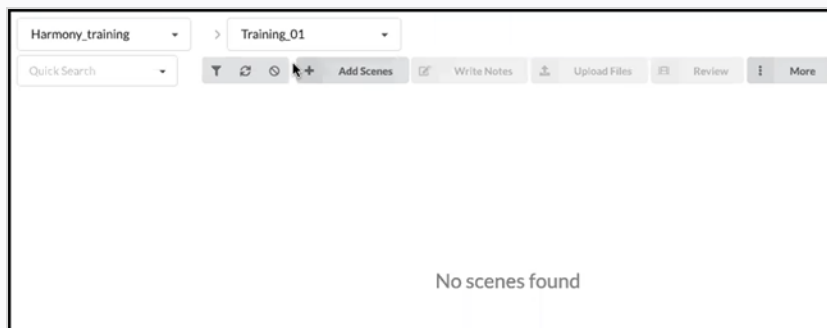 Harmony_training > Training_01
Quick Search Add Scenes Write Notes Upload Files Review More
No scenes found